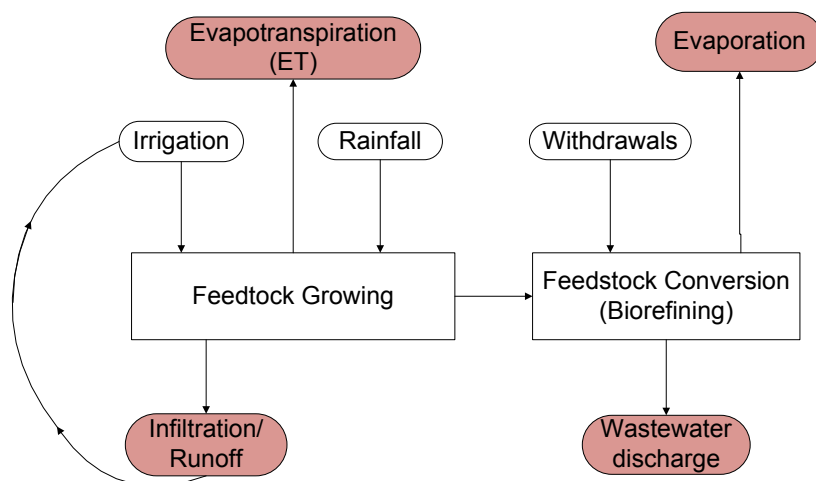 Evapotranspiration
(ET)
Evaporation
Irrigation
Rainfall
Withdrawals
Feedtock Growing
Feedstock Conversion
(Biorefining)
Infiltration/
Runoff
Wastewater
discharge